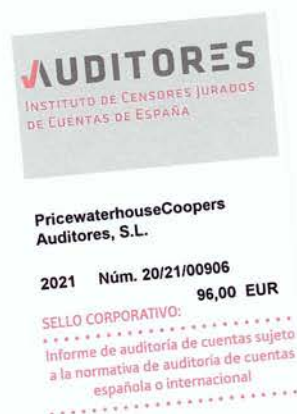 AUDITORES
INSTITUTO DE CENSORES JURADOS
DE CUENTAS DE ESPAÑA
PricewaterhouseCoopers
Auditores, S.L.
2021 Núm. 20/21/00906
96,00 EUR
SELLO CORPORATIVO:
Informe de auditoría de cuentas sujeto
a la normativa de auditoría de cuentas
española o internacional